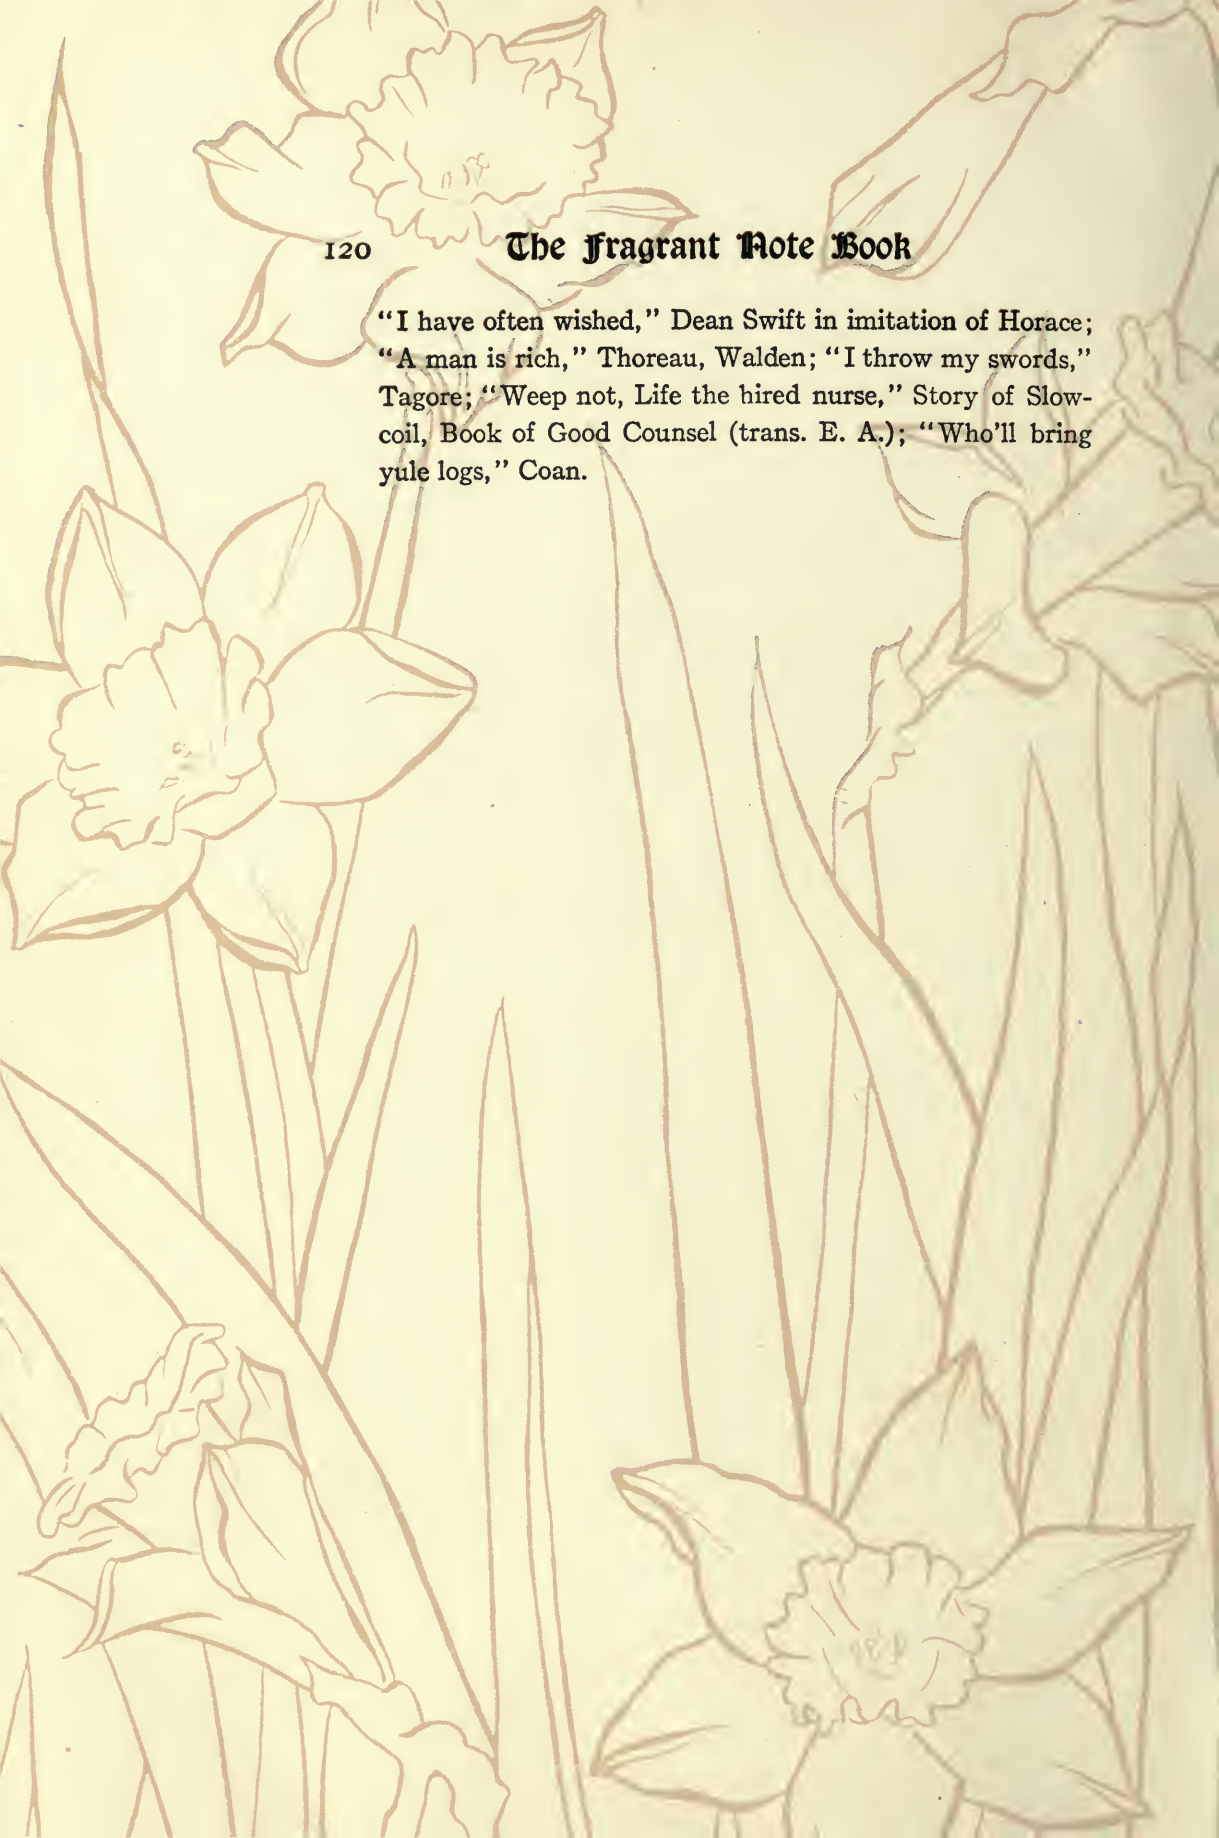 120 The Fragrant Note Book
“I have often wished,” Dean Swift in imitation of Horace;
“A man is rich,” Thoreau, Walden; “I throw my swords,”
Tagore; “Weep not, Life the hired nurse,” Story of Slow-
coil, Book of Good Counsel (trans. E. A.); “Who'll bring
yule logs,” Coan.